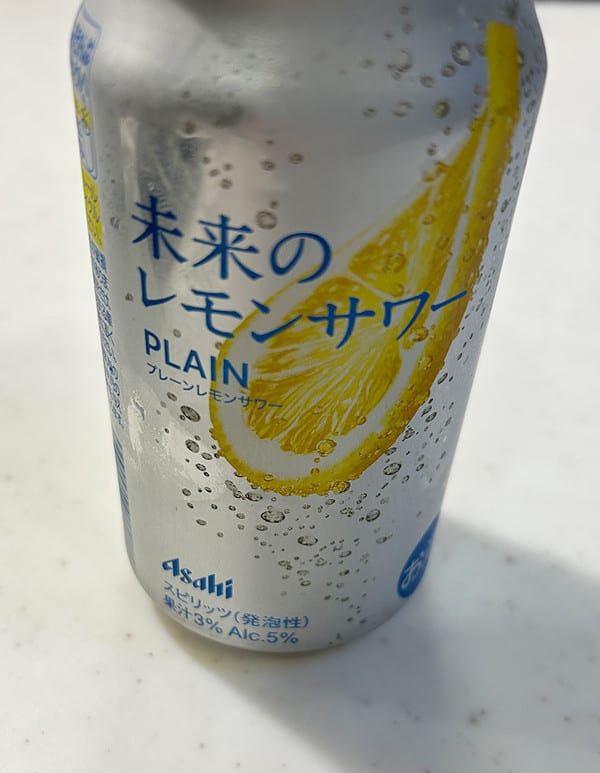 未来の
レモンサワー
PLAIN
プレーンレモンサワー
Asahi
スピリッツ(発泡性)
果汁3% Alc.5%
お